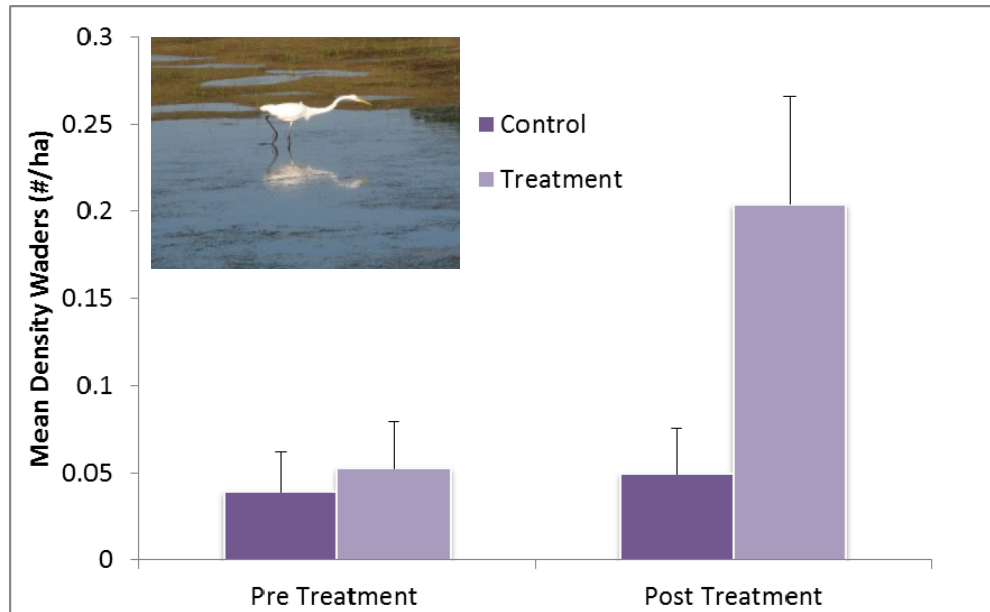 Mean Density Waders (#/ha)
0.3
0.25
0.2
0.15
0.1
0.05
0
Control
Treatment
Pre Treatment
Post Treatment